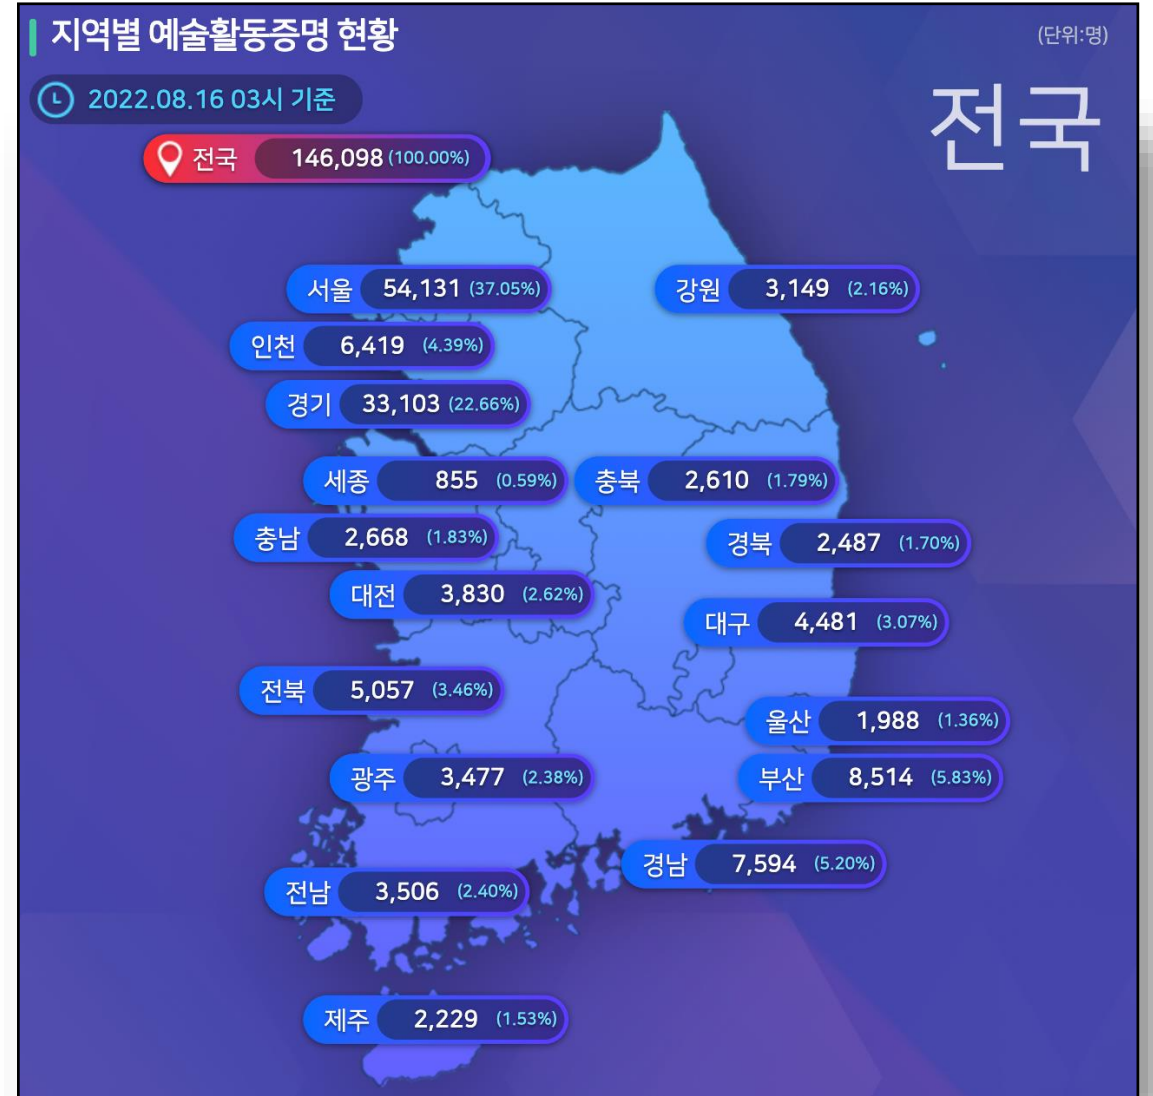 지역별 예술활동증명 현황
(단위:명)
2022.08.16 03시 기준
전국
전국 146,098 (100.00%)
서울 54,131 (37.05%)
강원 3,149 (2.16%)
인천 6,419 (4.39%)
경기 33,103 (22.66%)
세종 855 (0.59%)
충북 2,610 (1.79%)
충남 2,668 (1.83%)
경북 2,487 (1.70%)
대전 3,830 (2.62%)
대구 4,481 (3.07%)
전북 5,057 (3.46%)
울산 1,988 (1.36%)
광주 3,477 (2.38%)
부산 8,514 (5.83%)
경남 7,594 (5.20%)
전남 3,506 (2.40%)
제주 2,229 (1.53%)